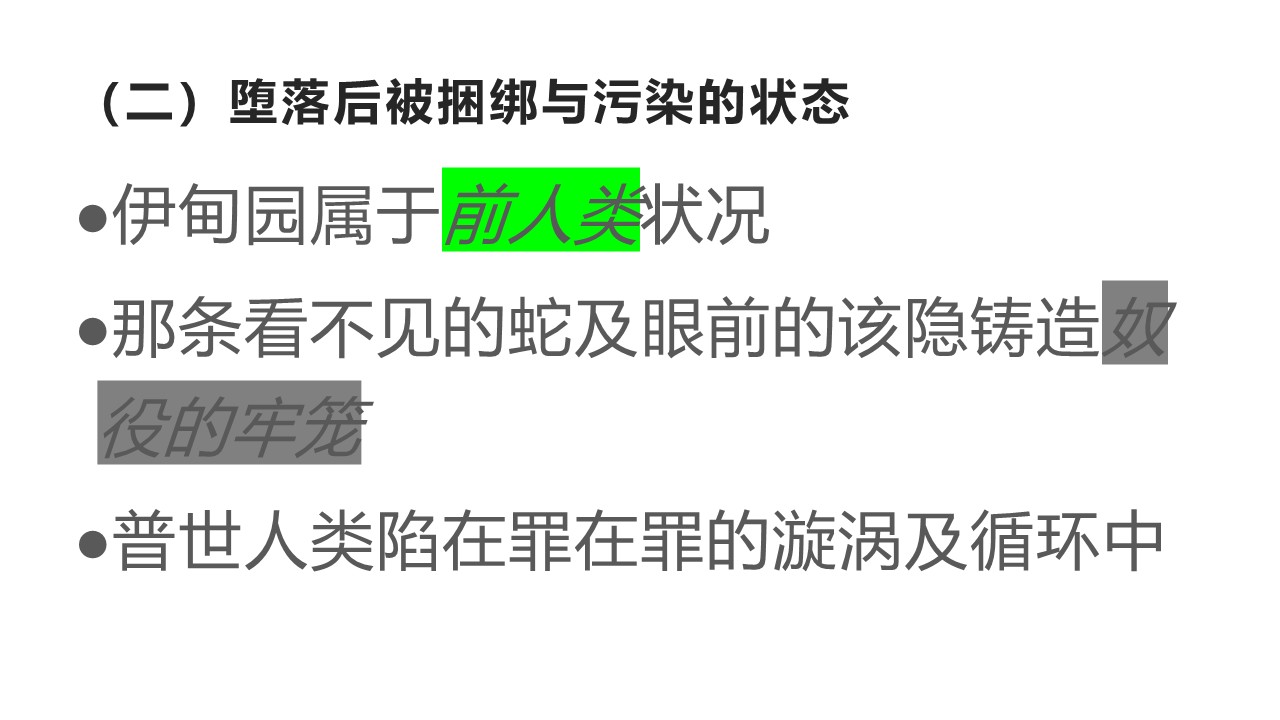 （二）堕落后被捆绑与污染的状态
●伊甸园属于前人类状况
●那条看不见的蛇及眼前的该隐铸造奴
役的牢笼
●普世人类陷在罪在罪的漩涡及循环中